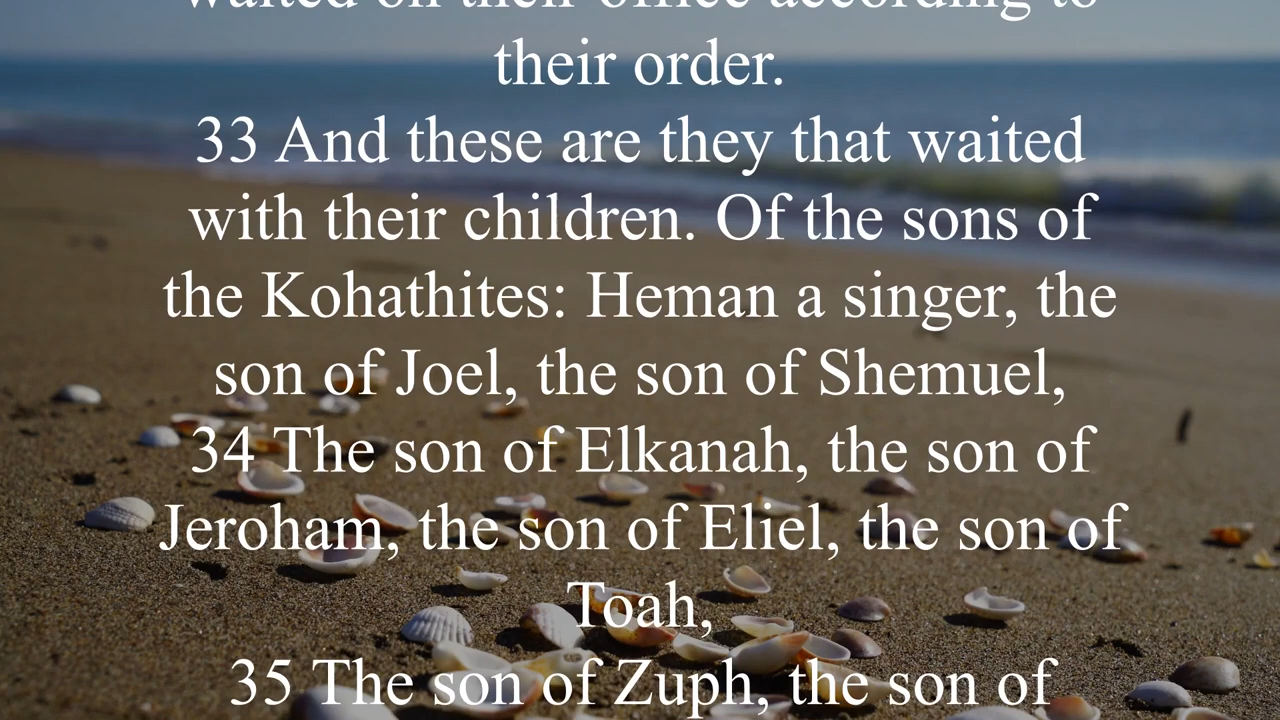 waited on their office according to
their order.
33 And these are they that waited
with their children. Of the sons of
the Kohathites: Heman a singer, the
son of Joel, the son of Shemuel,
34 The son of Elkanah, the son of
Jeroham, the son of Eliel, the son of
Toah,
35 The son of Zuph, the son of